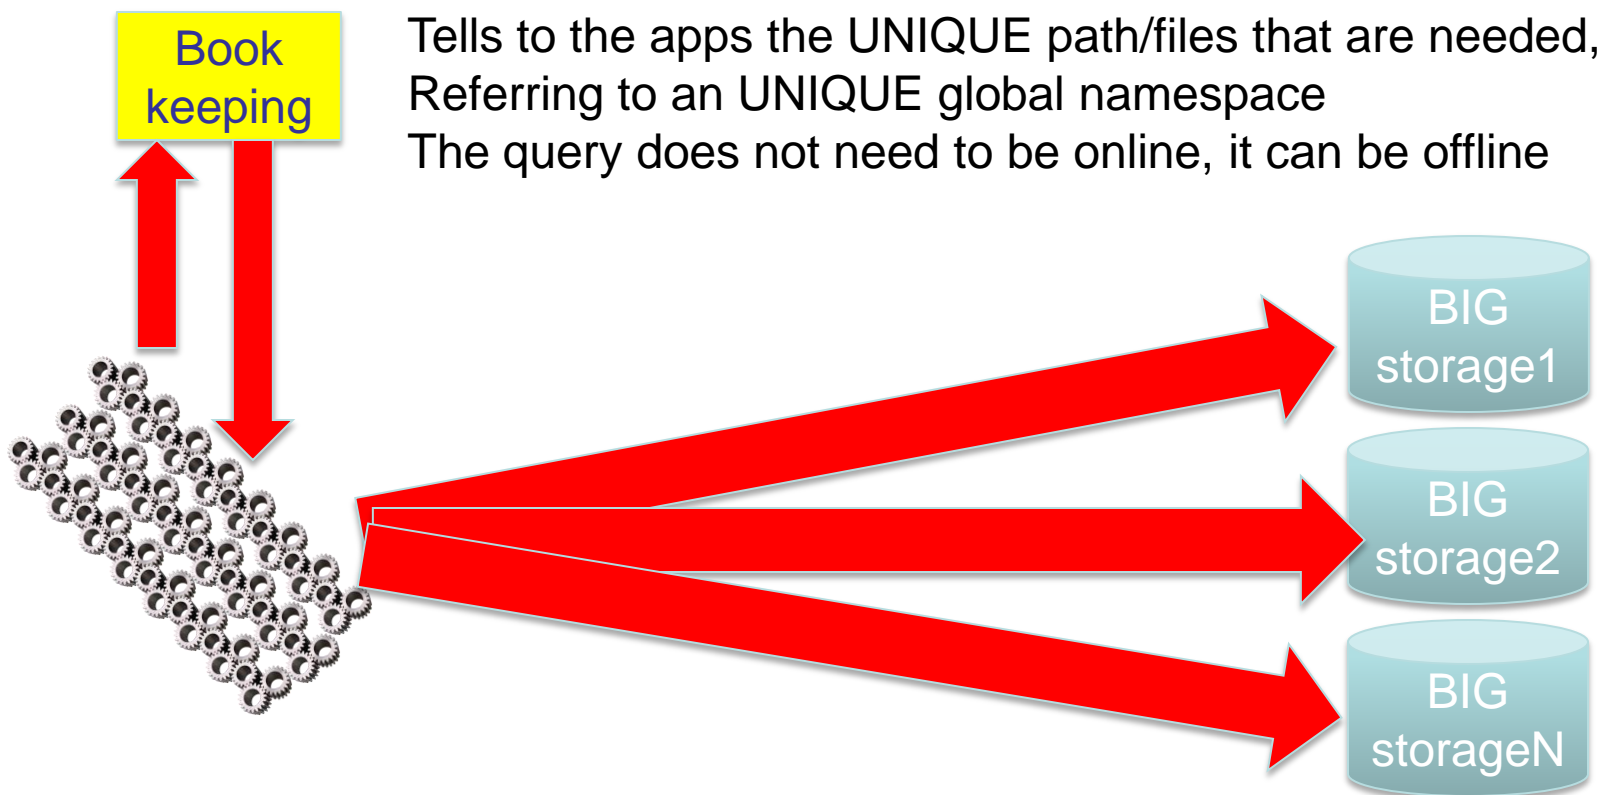 Book
keeping
Tells to the apps the UNIQUE path/files that are needed,
Referring to an UNIQUE global namespace
The query does not need to be online, it can be offline
BIG
storage1
BIG
storage2
BIG
storageN